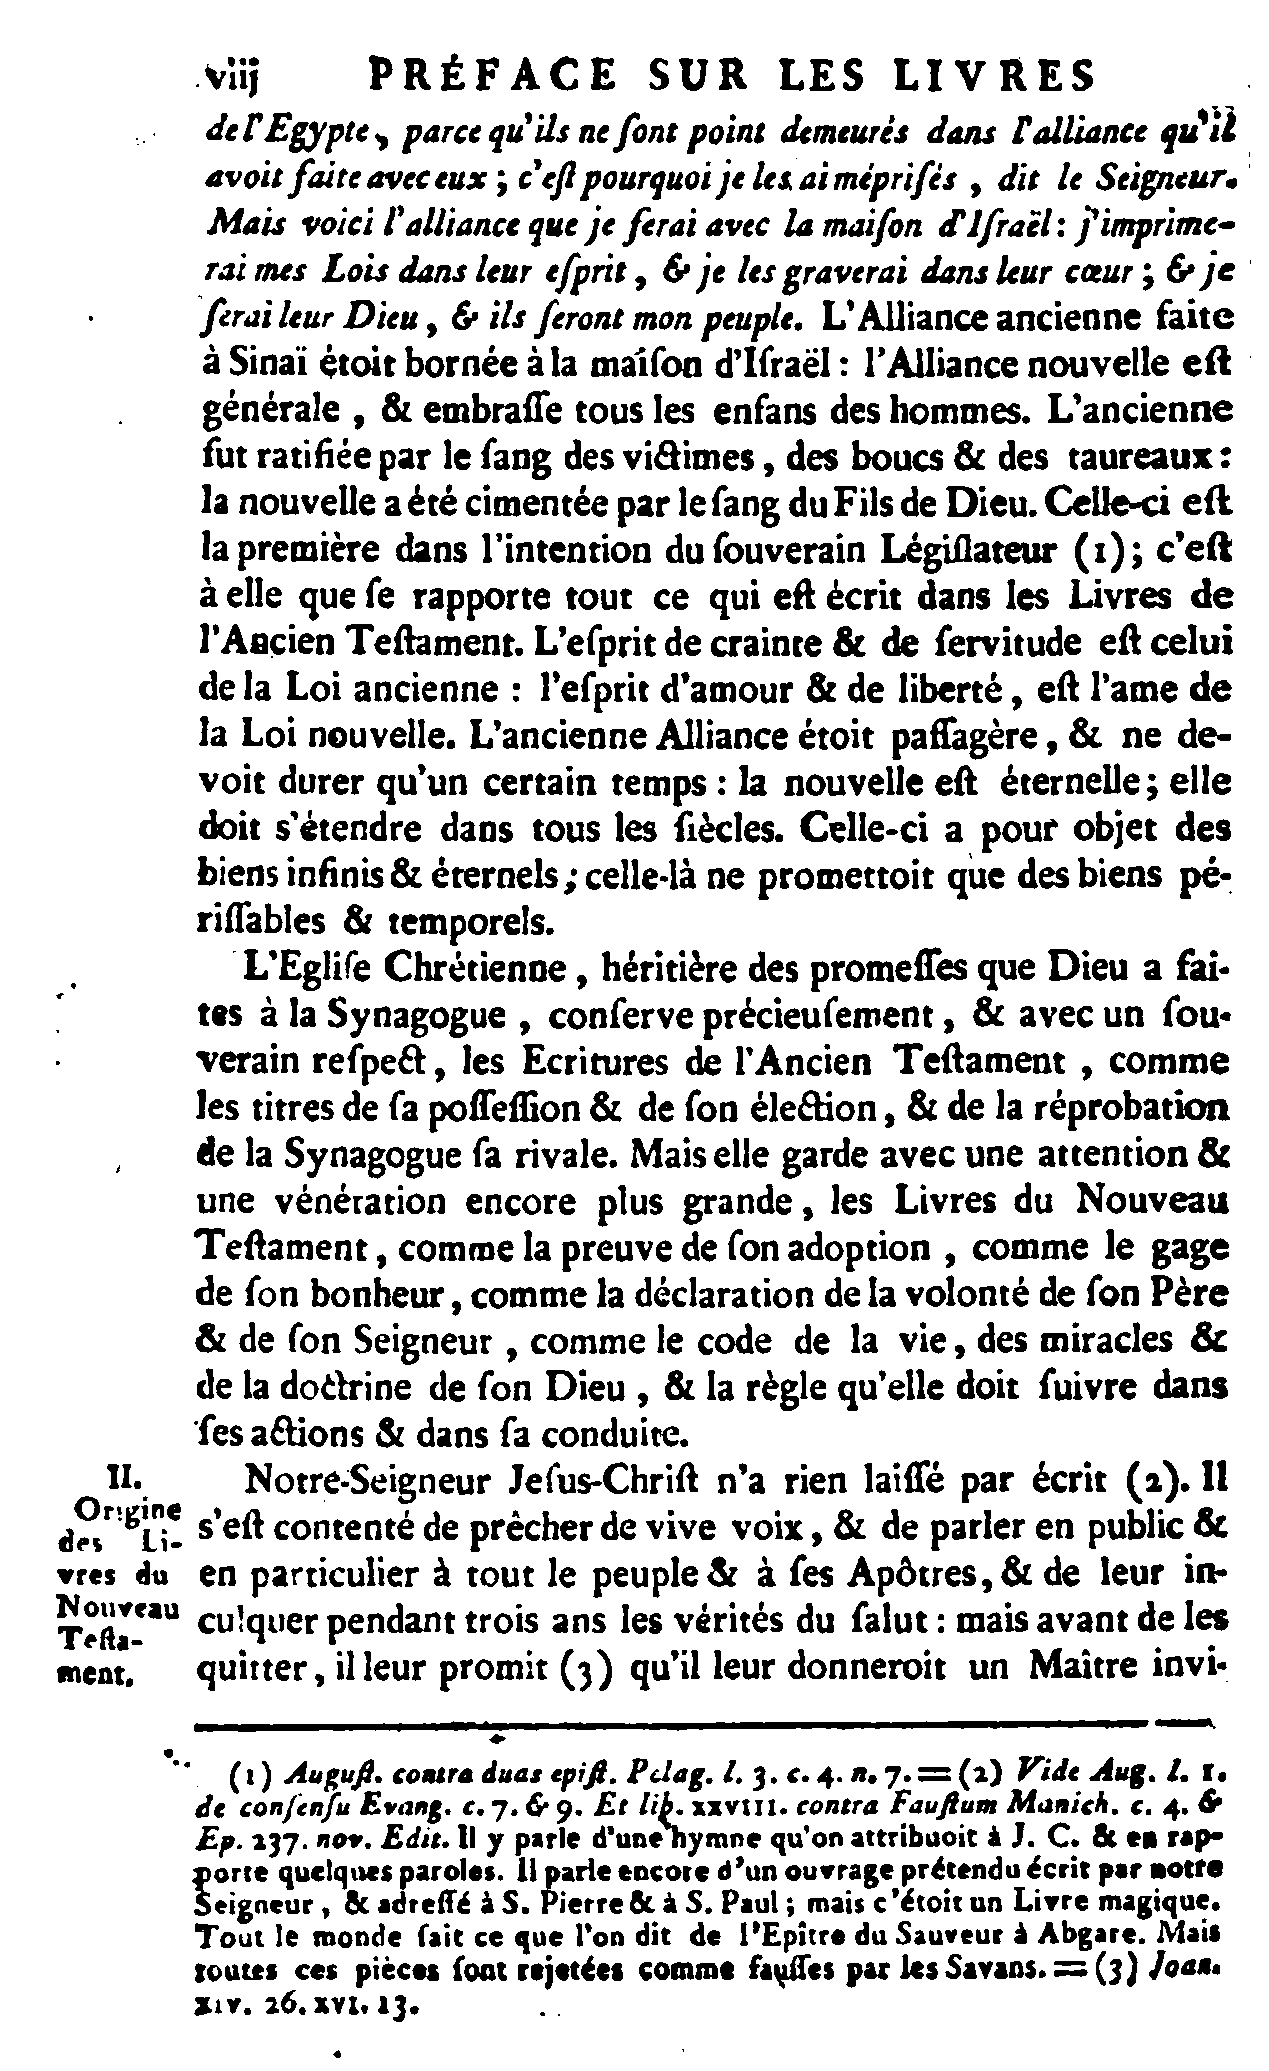 viij PRÉFACE SUR LES LIVRES
de l'Egypte, parce qu'ils ne ſont point demeurés dans l'alliance qu'il
avoit faite avec eux ; c'eſt pourquoi je les ai mépriſés , dit le Seigneur.
Mais voici l'alliance que je ferai avec la maiſon d'Iſraël : j'imprime-
rai mes Lois dans leur eſprit , & je les graverai dans leur cœur ; & je
ſerai leur Dieu , & ils ſeront mon peuple. L'Alliance ancienne faite
à Sinaï étoit bornée à la maiſon d'Iſraël : l'Alliance nouvelle eſt
générale , & embraſſe tous les enfans des hommes. L'ancienne
fut ratifiée par le ſang des victimes , des boucs & des taureaux :
la nouvelle a été cimentée par le ſang du Fils de Dieu. Celle-ci eſt
la première dans l'intention du ſouverain Légiſlateur (1) ; c'eſt
à elle que ſe rapporte tout ce qui eſt écrit dans les Livres de
l'Ancien Teſtament. L'eſprit de crainte & de ſervitude eſt celui
de la Loi ancienne : l'eſprit d'amour & de liberté , eſt l'ame de
la Loi nouvelle. L'ancienne Alliance étoit paſſagère , & ne de-
voit durer qu'un certain temps : la nouvelle eſt éternelle ; elle
doit s'étendre dans tous les ſiècles. Celle-ci a pour objet des
biens infinis & éternels ; celle-là ne promettoit que des biens pé-
riſſables & temporels.
L'Egliſe Chrétienne , héritière des promeſſes que Dieu a fai-
tes à la Synagogue , conſerve précieuſement , & avec un ſou-
verain reſpect , les Ecritures de l'Ancien Teſtament , comme
les titres de ſa poſſeſſion & de ſon élection , & de la réprobation
de la Synagogue ſa rivale. Mais elle garde avec une attention &
une vénération encore plus grande , les Livres du Nouveau
Teſtament , comme la preuve de ſon adoption , comme le gage
de ſon bonheur , comme la déclaration de la volonté de ſon Père
& de ſon Seigneur , comme le code de la vie , des miracles &
de la doctrine de ſon Dieu , & la règle qu'elle doit ſuivre dans
ſes actions & dans ſa conduite.
II.
Origine
des Li-
vres du
Nouveau
Teſta-
ment.
Notre-Seigneur Jeſus-Chriſt n'a rien laiſſé par écrit (2). Il
s'eſt contenté de prêcher de vive voix , & de parler en public &
en particulier à tout le peuple & à ſes Apôtres , & de leur in-
culquer pendant trois ans les vérités du ſalut : mais avant de les
quitter , il leur promit (3) qu'il leur donneroit un Maître invi-
(1) Auguſt. contra duas epiſt. Pelag. l. 3. c. 4. n. 7. = (2) Vide Aug. l. 1.
de conſenſu Evang. c. 7. & 9. Et lib. xxviii. contra Fauſtum Manich. c. 4. &
Ep. 237. nov. Edit. Il y parle d'une hymne qu'on attribuoit à J. C. & en rap-
porte quelques paroles. Il parle encore d'un ouvrage prétendu écrit par notre
Seigneur , & adreſſé à S. Pierre & à S. Paul ; mais c'étoit un Livre magique.
Tout le monde ſait ce que l'on dit de l'Epître du Sauveur à Abgare. Mais
toutes ces pièces ſont rejetées comme fauſſes par les Savans. = (3) Joan.
xiv. 26. xvi. 13.